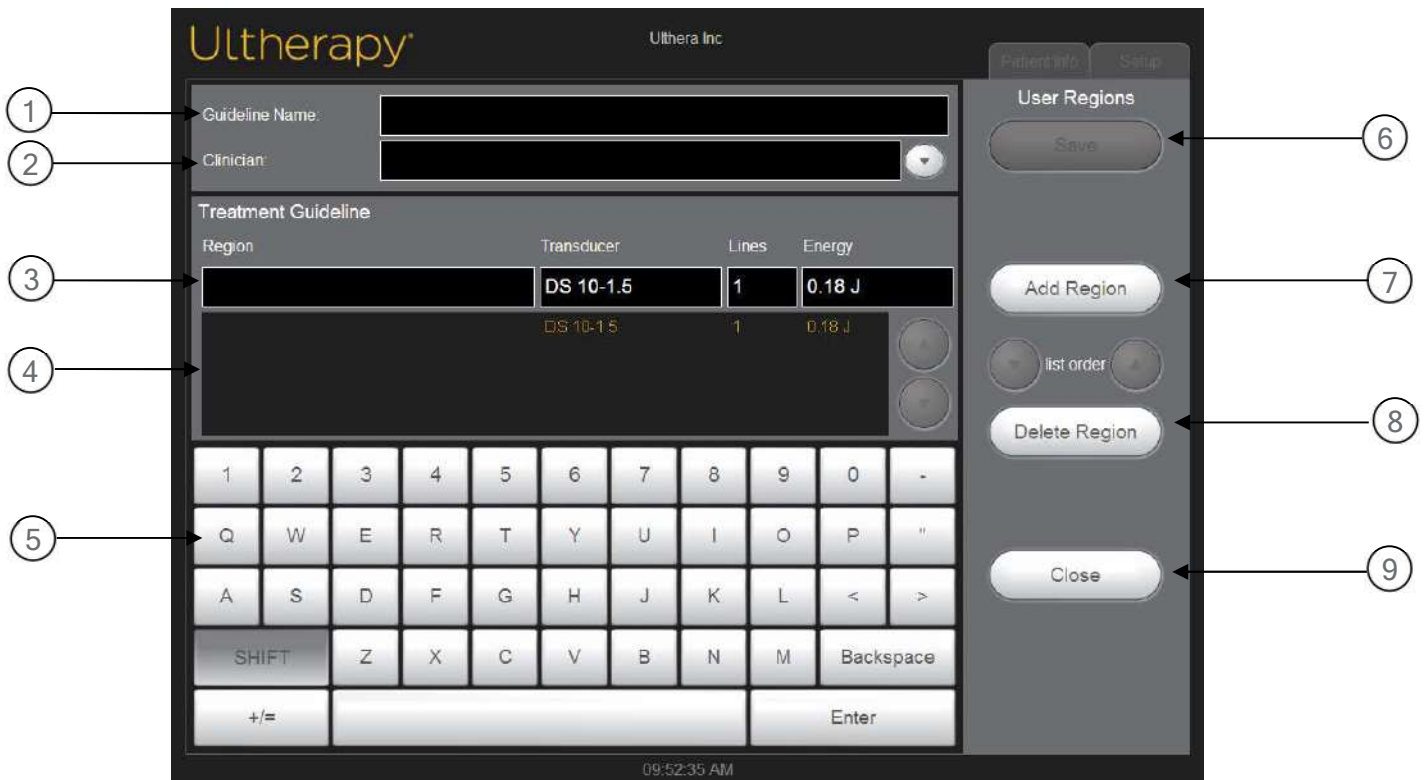 Ultherapy®
Ulthera Inc
Patient Info Setup
1
Guideline Name:
User Regions
2
Clinician:
Save
6
Treatment Guideline
Region Transducer Lines Energy
3
DS 10-1.5 1 0.18 J
Add Region
7
4
DS 10-1.5 1 0.18 J
list order
Delete Region
8
1 2 3 4 5 6 7 8 9 0 -
5
Q W E R T Y U I O P "
Close
9
A S D F G H J K L < >
SHIFT Z X C V B N M Backspace
+/= Enter
09:52:35 AM